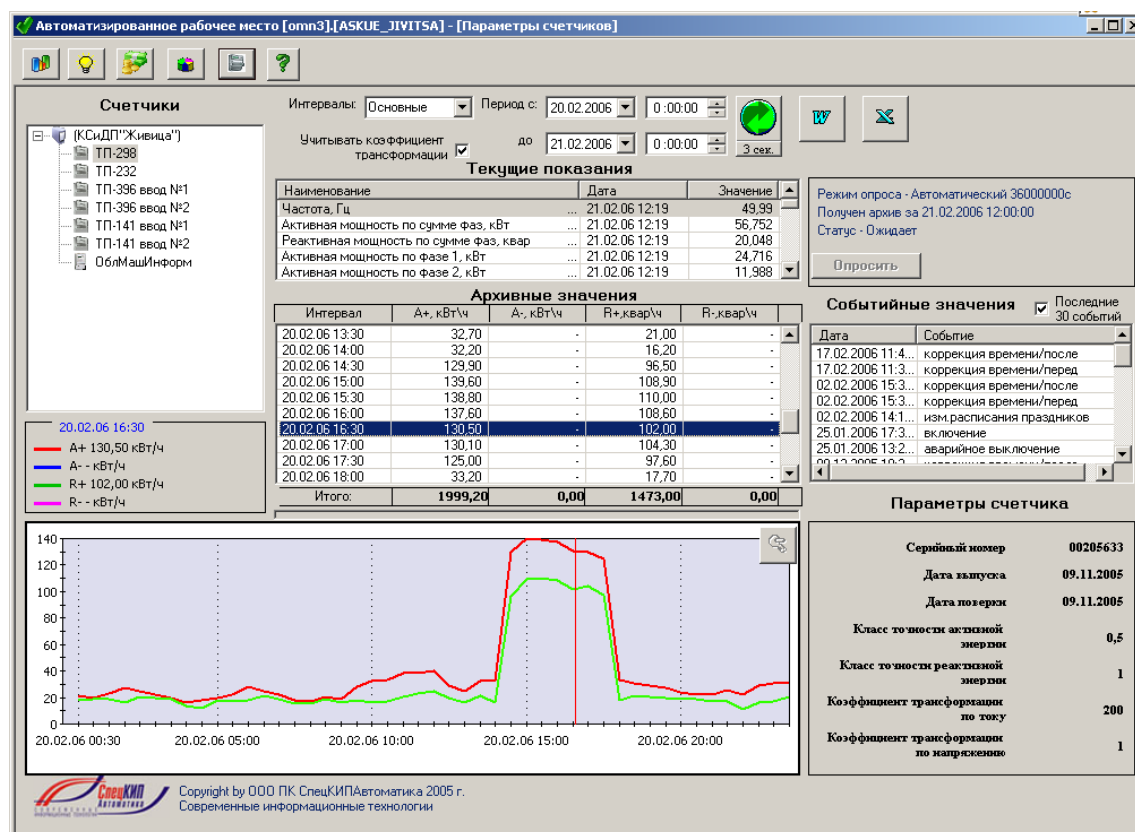 Автоматизированное рабочее место [omn3].[ASKUE_JIVITSA] - [Параметры счетчиков]
Счетчики
(КСиДП"Живица")
ТП-298
ТП-232
ТП-396 ввод №1
ТП-396 ввод №2
ТП-141 ввод №1
ТП-141 ввод №2
ОблМашИнформ
Интервалы: Основные Период с: 20.02.2006 0:00:00
Учитывать коэффициент трансформации до 21.02.2006 0:00:00
3 сек.
Текущие показания
Наименование Дата Значение
Частота, Гц ... 21.02.06 12:19 49,99
Активная мощность по сумме фаз, кВт ... 21.02.06 12:19 56,752
Реактивная мощность по сумме фаз, квар ... 21.02.06 12:19 20,048
Активная мощность по фазе 1, кВт ... 21.02.06 12:19 24,716
Активная мощность по фазе 2, кВт ... 21.02.06 12:19 11,988
Режим опроса - Автоматический 36000000с
Получен архив за 21.02.2006 12:00:00
Статус - Ожидает
Опросить
Архивные значения
Интервал A+, кВт\ч A-, кВт\ч R+,квар\ч R-,квар\ч
20.02.06 13:30 32,70 - 21,00 -
20.02.06 14:00 32,20 - 16,20 -
20.02.06 14:30 129,90 - 96,50 -
20.02.06 15:00 139,60 - 108,90 -
20.02.06 15:30 138,80 - 110,00 -
20.02.06 16:00 137,60 - 108,60 -
20.02.06 16:30 130,50 - 102,00 -
20.02.06 17:00 130,10 - 104,30 -
20.02.06 17:30 125,00 - 97,60 -
20.02.06 18:00 33,20 - 17,70 -
Итого: 1999,20 0,00 1473,00 0,00
Событийные значения
Последние
30 событий
Дата Событие
17.02.2006 11:4... коррекция времени/после
17.02.2006 11:3... коррекция времени/перед
02.02.2006 15:3... коррекция времени/после
02.02.2006 15:3... коррекция времени/перед
02.02.2006 14:1... изм.расписания праздников
25.01.2006 17:3... включение
25.01.2006 13:2... аварийное выключение
20.02.06 16:30
A+ 130,50 кВт/ч
A- - кВт/ч
R+ 102,00 кВт/ч
R- - кВт/ч
140
120
100
80
60
40
20
0
20.02.06 00:30 20.02.06 05:00 20.02.06 10:00 20.02.06 15:00 20.02.06 20:00
Параметры счетчика
Серийный номер 00205633
Дата выпуска 09.11.2005
Дата поверки 09.11.2005
Класс точности активной
энергии 0,5
Класс точности реактивной
энергии 1
Коэффициент трансформации
по току 200
Коэффициент трансформации
по напряжению 1
СпецКИП
Автоматика
Copyright by ООО ПК СпецКИПАвтоматика 2005 г.
Современные информационные технологии